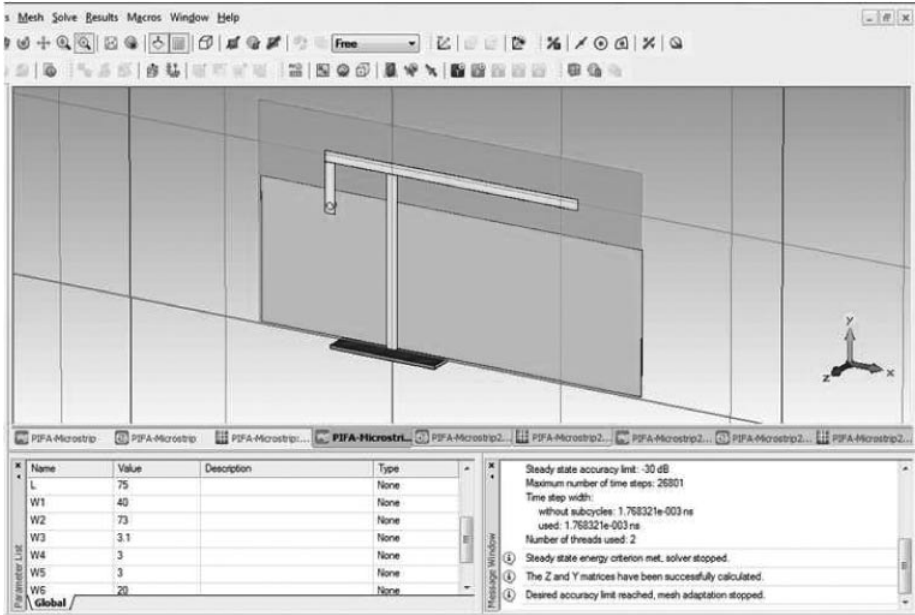 s Mesh Solve Results Macros Window Help
Free
y
z x
PIFA-Microstrip PIFA-Microstrip PIFA-Microstrip:... PIFA-Microstri... PIFA-Microstrip2... PIFA-Microstrip2... PIFA-Microstrip2... PIFA-Microstrip2... PIFA-Microstrip2...
Name Value Description Type
L 75 None
W1 40 None
W2 73 None
W3 3.1 None
W4 3 None
W5 3 None
W6 20 None
Global
Parameter List
Steady state accuracy limit: -30 dB
Maximum number of time steps: 26801
Time step width:
without subcycles: 1.768321e-003 ns
used: 1.768321e-003 ns
Number of threads used: 2
Steady state energy criterion met, solver stopped.
The Z and Y matrices have been successfully calculated.
Desired accuracy limit reached, mesh adaptation stopped.
Message Window